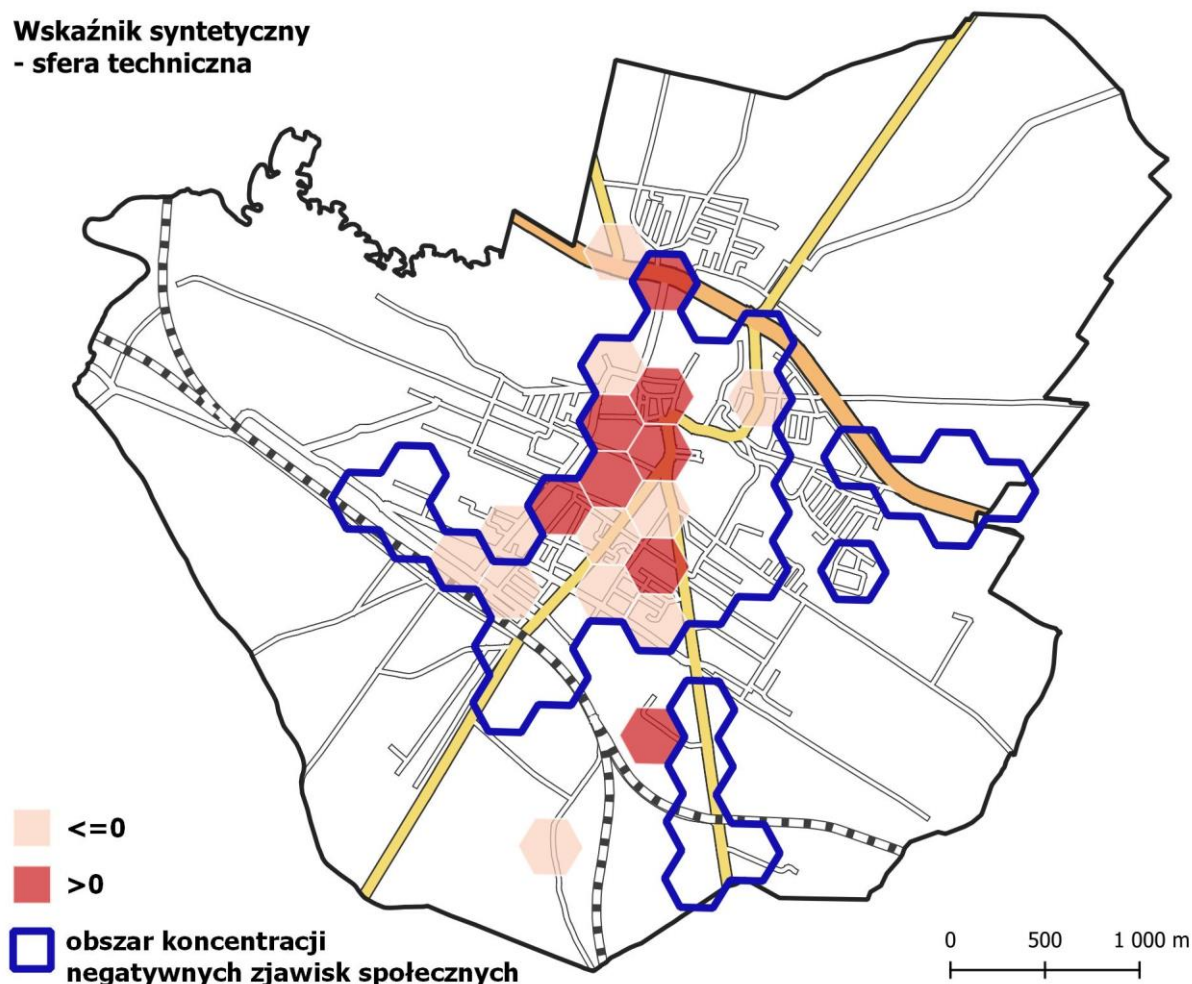 Wskaźnik syntetyczny
- sfera techniczna
<=0
>0
obszar koncentracji
negatywnych zjawisk społecznych
0 500 1 000 m